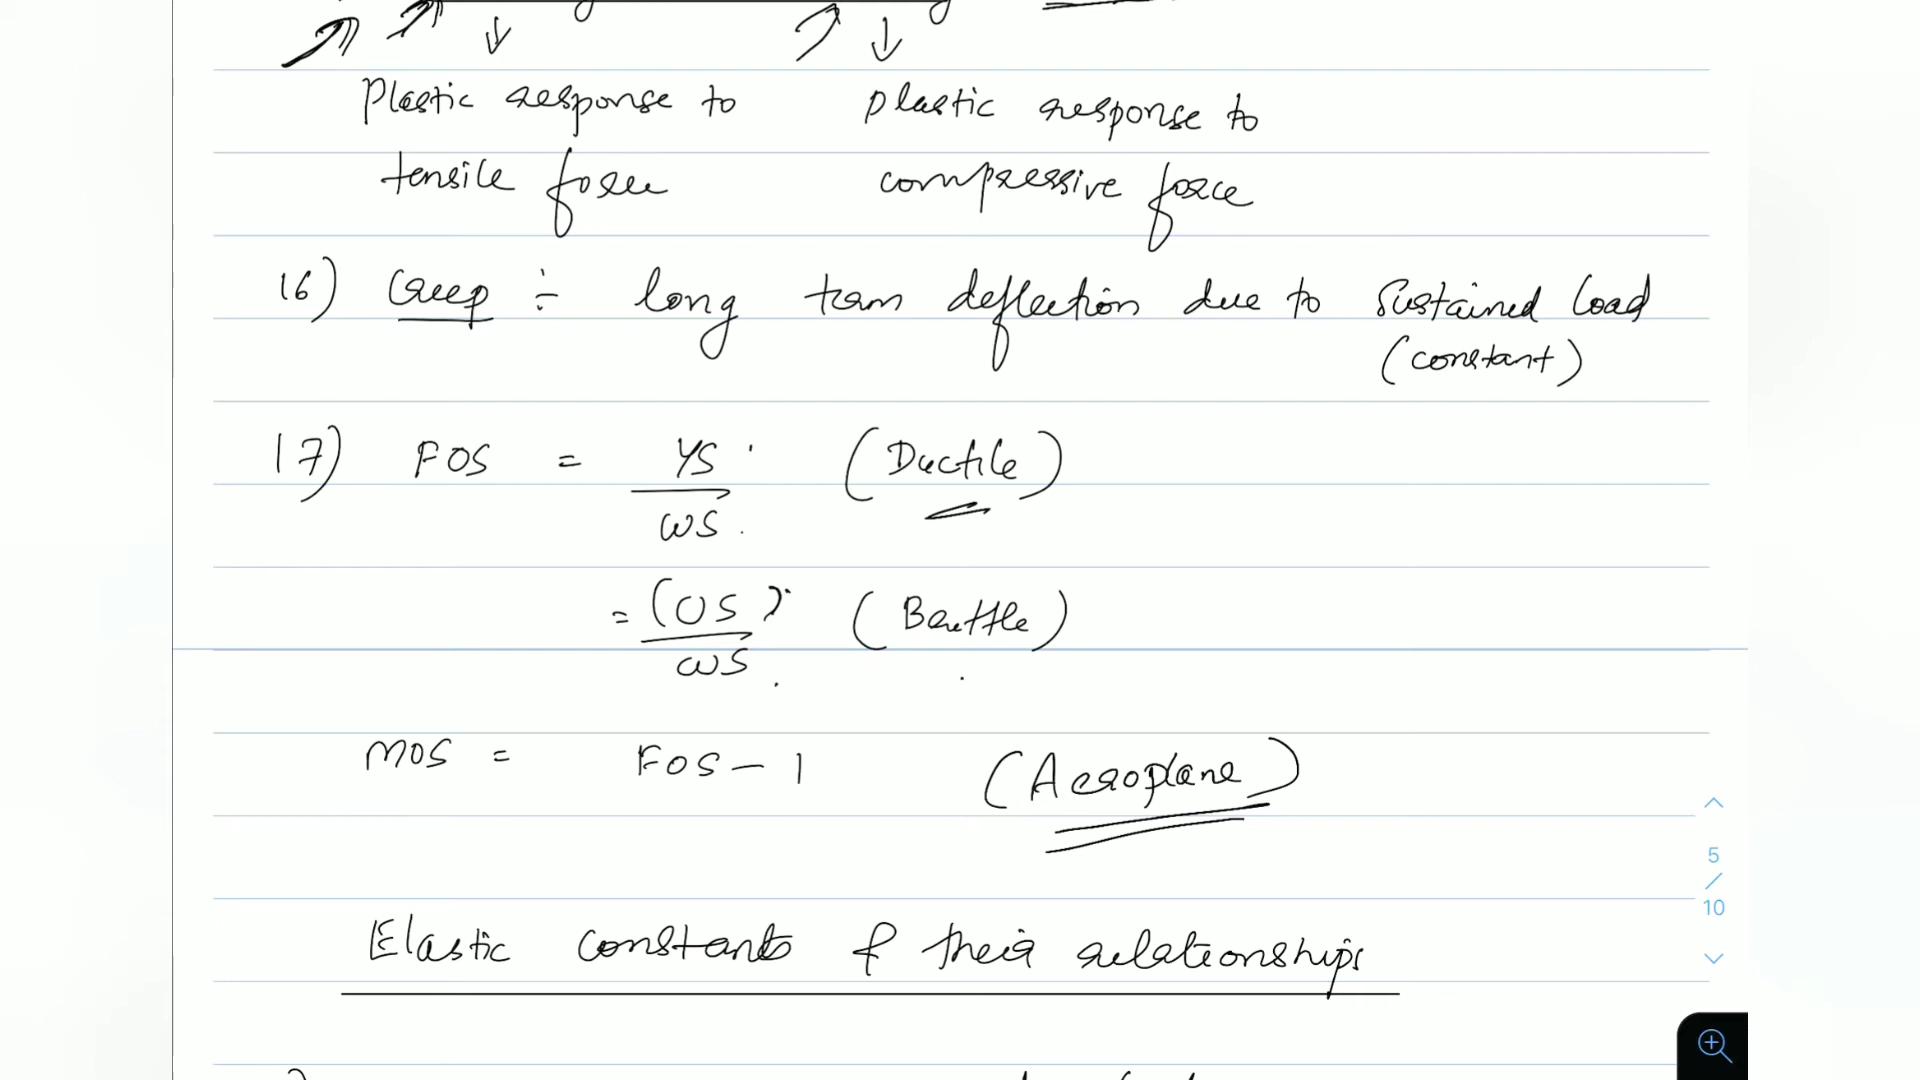 Plastic response to plastic response to
tensile force compressive force
16) Creep ÷ long term deflection due to sustained load
(constant)
17) FOS = YS (Ductile)
WS
= (US) (Brittle)
WS
MOS = FOS - 1 (Aeroplane)
5
/
10
Elastic constants & their relationships